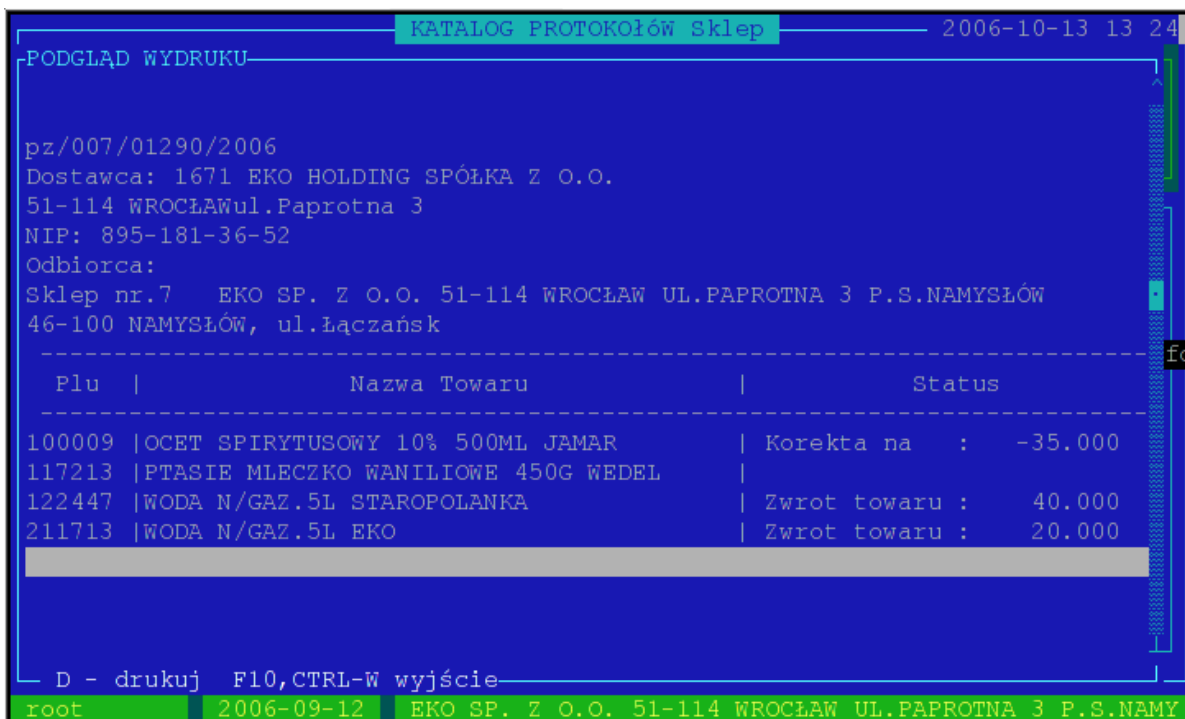 KATALOG PROTOKOłóW Sklep 2006-10-13 13 24
PODGLĄD WYDRUKU
pz/007/01290/2006
Dostawca: 1671 EKO HOLDING SPÓŁKA Z O.O.
51-114 WROCŁAWul.Paprotna 3
NIP: 895-181-36-52
Odbiorca:
Sklep nr.7 EKO SP. Z O.O. 51-114 WROCŁAW UL.PAPROTNA 3 P.S.NAMYSŁÓW
46-100 NAMYSŁÓW, ul.Łączańsk
Plu | Nazwa Towaru | Status
100009 |OCET SPIRYTUSOWY 10% 500ML JAMAR | Korekta na : -35.000
117213 |PTASIE MLECZKO WANILIOWE 450G WEDEL |
122447 |WODA N/GAZ.5L STAROPOLANKA | Zwrot towaru : 40.000
211713 |WODA N/GAZ.5L EKO | Zwrot towaru : 20.000
D - drukuj F10,CTRL-W wyjście
root 2006-09-12 EKO SP. Z O.O. 51-114 WROCŁAW UL.PAPROTNA 3 P.S.NAMY